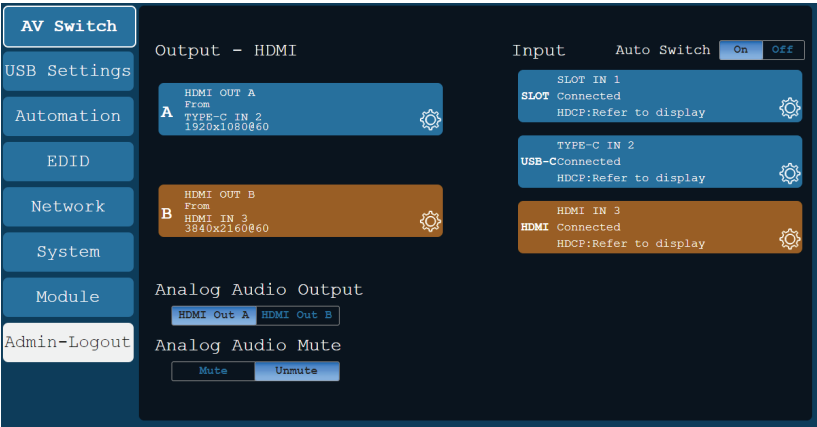 AV Switch
USB Settings
Automation
EDID
Network
System
Module
Admin-Logout
Output - HDMI
A
HDMI OUT A
From
TYPE-C IN 2
1920x1080@60
B
HDMI OUT B
From
HDMI IN 3
3840x2160@60
Analog Audio Output
HDMI Out A HDMI Out B
Analog Audio Mute
Mute Unmute
Input Auto Switch On Off
SLOT IN 1
SLOT Connected
HDCP:Refer to display
TYPE-C IN 2
USB-C Connected
HDCP:Refer to display
HDMI IN 3
HDMI Connected
HDCP:Refer to display